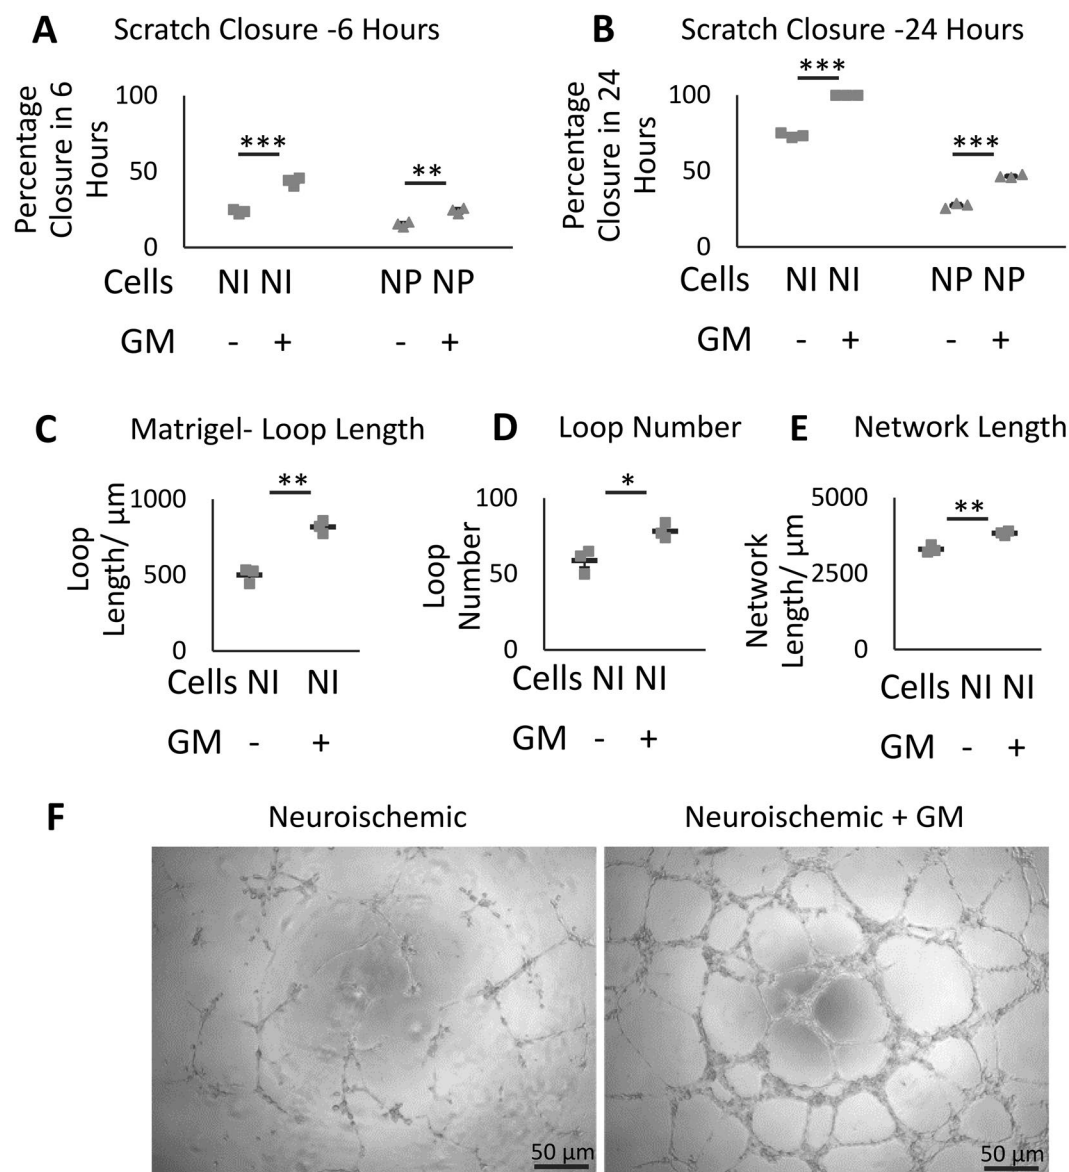 A Scratch Closure -6 Hours
Percentage
Closure in 6
Hours
100
50
0
***
**
Cells NI NI NP NP
GM - + - +
B Scratch Closure -24 Hours
Percentage
Closure in 24
Hours
100
50
0
***
***
Cells NI NI NP NP
GM - + - +
C Matrigel- Loop Length
Loop
Length/ μm
1000
500
0
**
Cells NI NI
GM - +
D Loop Number
Loop
Number
100
50
0
*
Cells NI NI
GM - +
E Network Length
Network
Length/ μm
5000
2500
0
**
Cells NI NI
GM - +
F Neuroischemic
50 μm
Neuroischemic + GM
50 μm